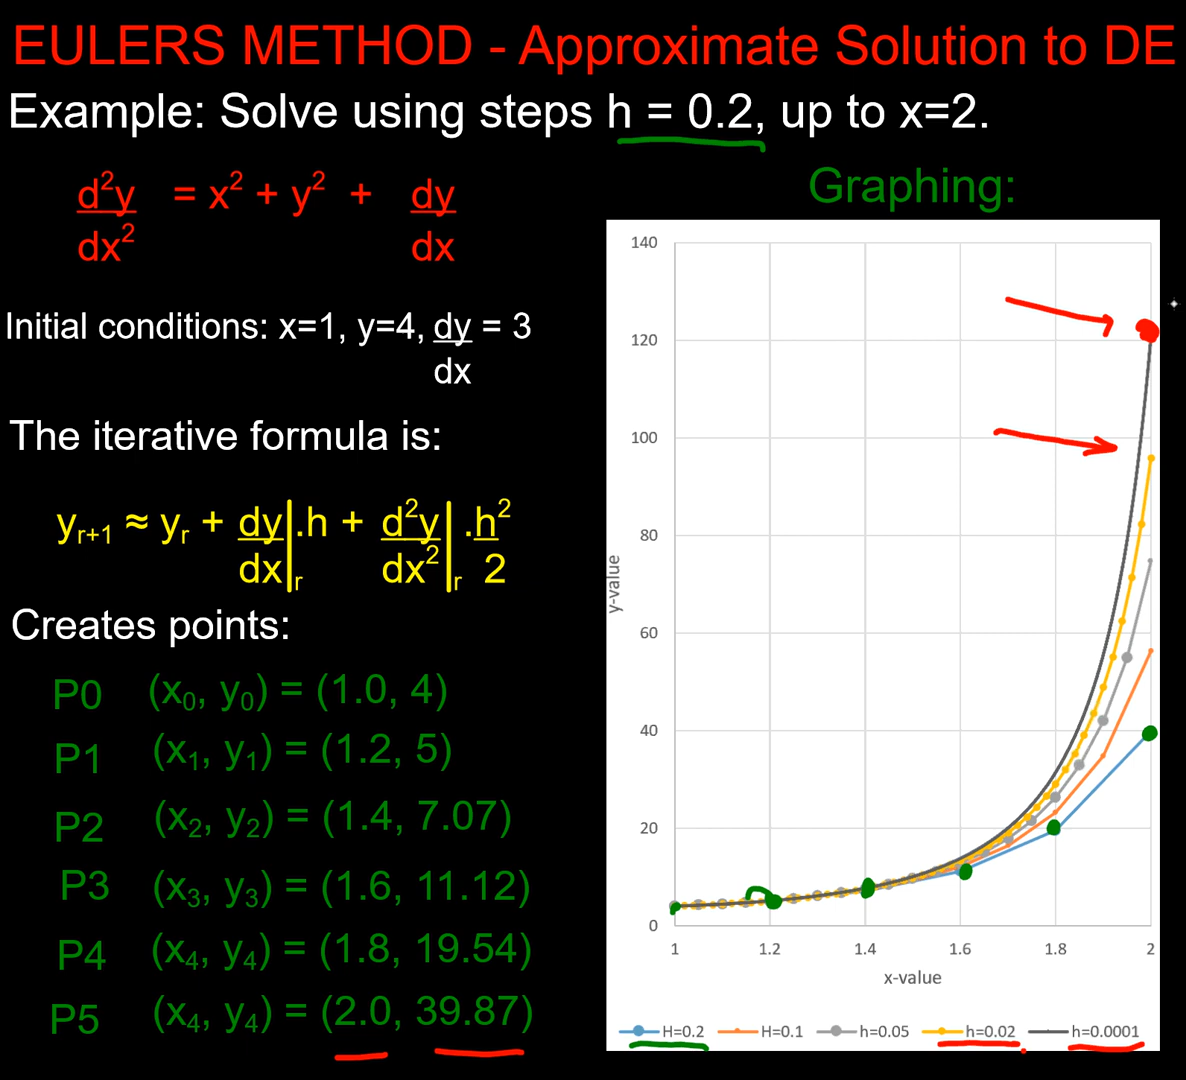 EULERS METHOD - Approximate Solution to DE
Example: Solve using steps h = 0.2, up to x=2.
d²y = x² + y² + dy
dx² dx
Initial conditions: x=1, y=4, dy = 3
dx
The iterative formula is:
yᵣ₊₁ ≈ yᵣ + dy|.h + d²y| .h²
dx|ᵣ dx²|ᵣ 2
Creates points:
P0 (x₀, y₀) = (1.0, 4)
P1 (x₁, y₁) = (1.2, 5)
P2 (x₂, y₂) = (1.4, 7.07)
P3 (x₃, y₃) = (1.6, 11.12)
P4 (x₄, y₄) = (1.8, 19.54)
P5 (x₄, y₄) = (2.0, 39.87)
Graphing:
140
120
100
80
60
40
20
0
y-value
1 1.2 1.4 1.6 1.8 2
x-value
H=0.2 H=0.1 h=0.05 h=0.02 h=0.0001